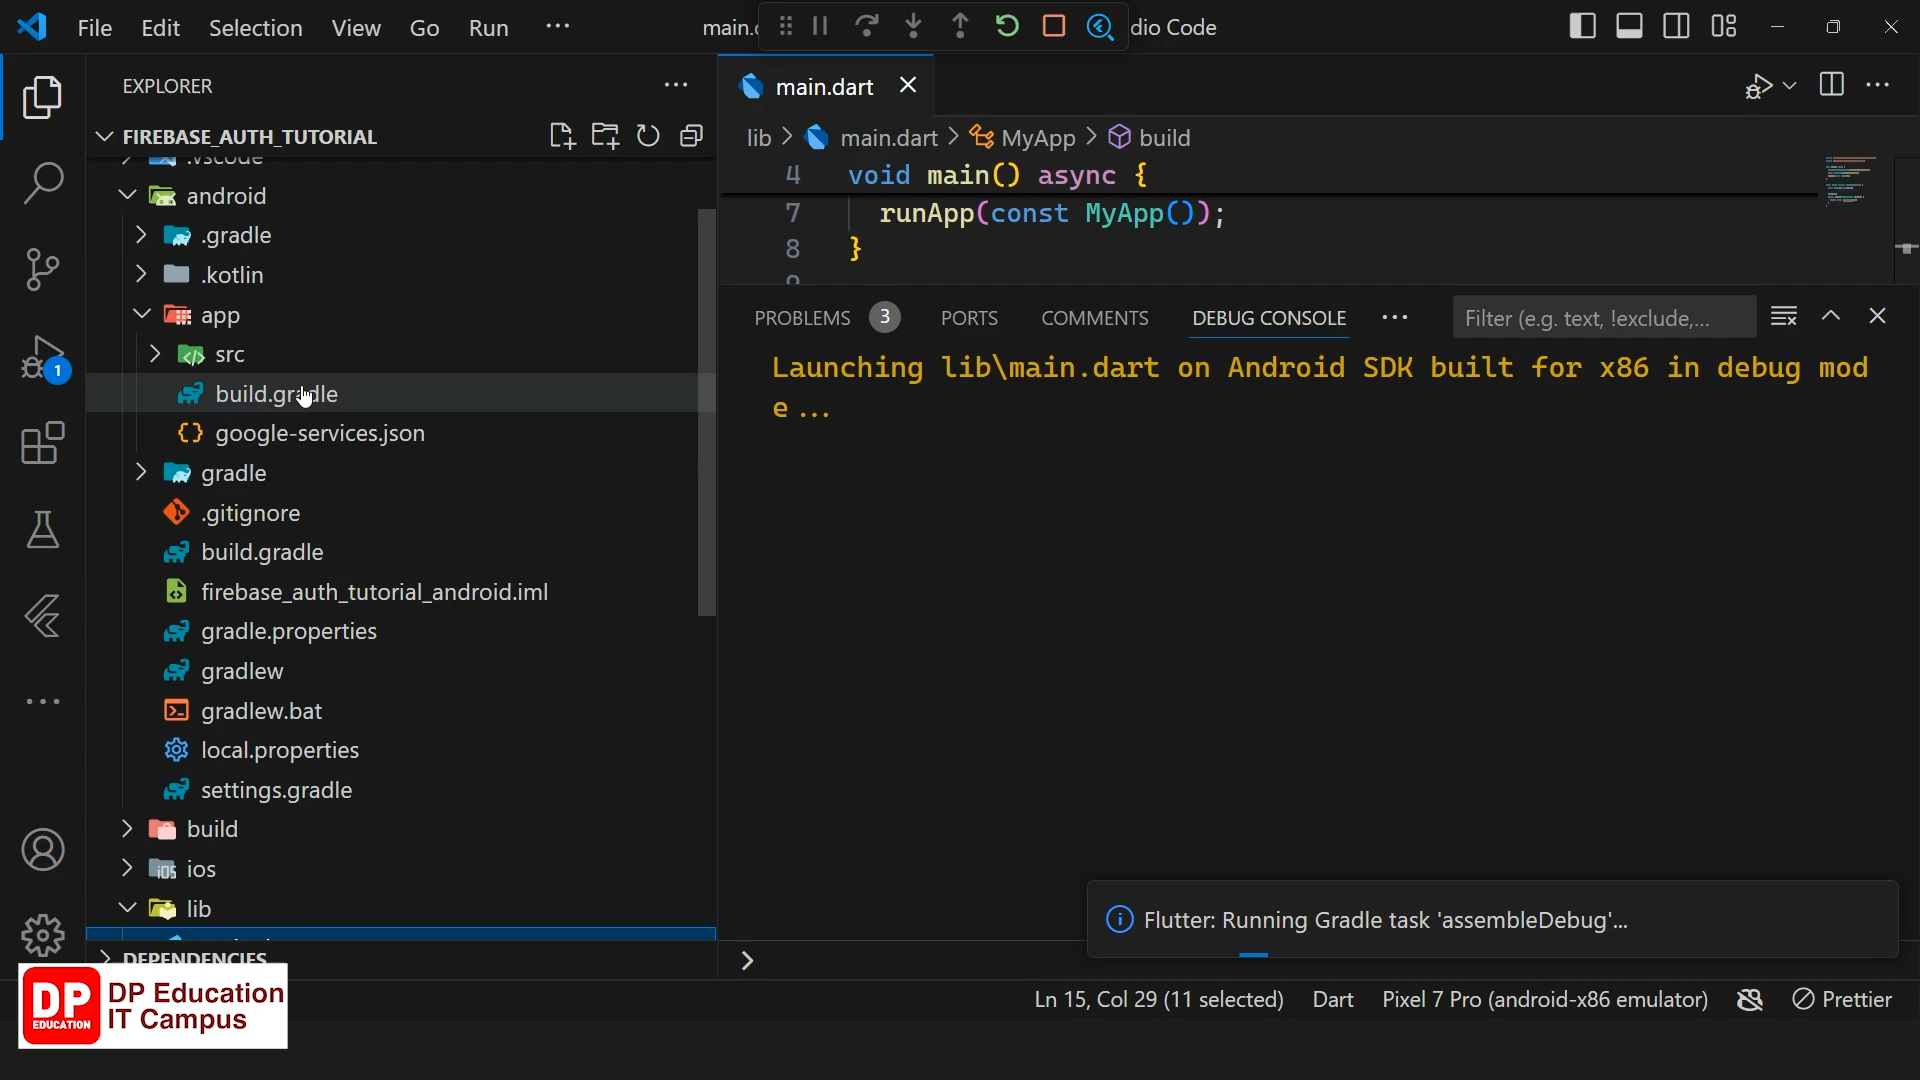 File Edit Selection View Go Run ...
main.
dio Code
EXPLORER
FIREBASE_AUTH_TUTORIAL
.vscode
android
.gradle
.kotlin
app
src
build.gradle
google-services.json
gradle
.gitignore
build.gradle
firebase_auth_tutorial_android.iml
gradle.properties
gradlew
gradlew.bat
local.properties
settings.gradle
build
ios
lib
DEPENDENCIES
main.dart
lib > main.dart > MyApp > build
4 void main() async {
7 runApp(const MyApp());
8 }
9
PROBLEMS 3 PORTS COMMENTS DEBUG CONSOLE ... Filter (e.g. text, !exclude,...
Launching lib\main.dart on Android SDK built for x86 in debug mod
e ...
Flutter: Running Gradle task 'assembleDebug'...
1
Ln 15, Col 29 (11 selected) Dart Pixel 7 Pro (android-x86 emulator) Prettier
DP
EDUCATION
DP Education
IT Campus